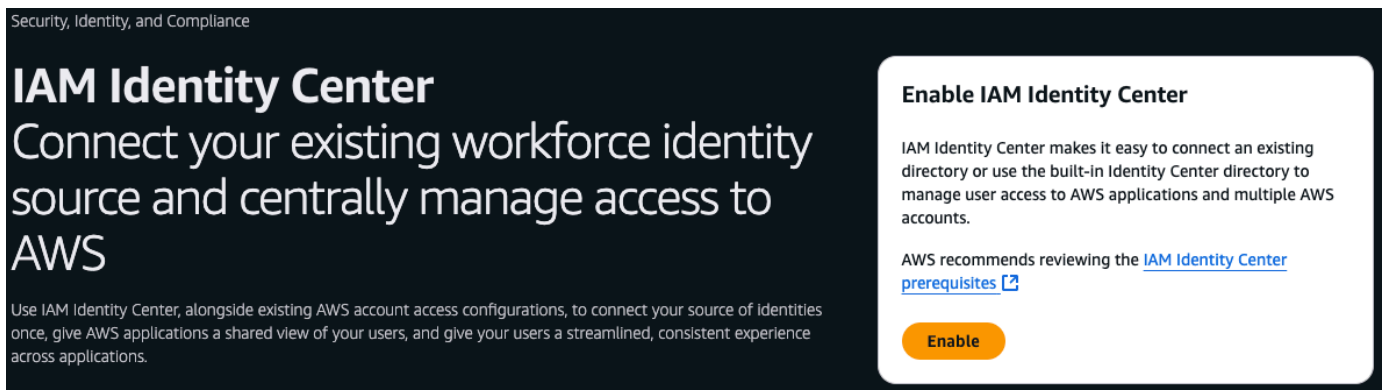 Security, Identity, and Compliance
IAM Identity Center
Connect your existing workforce identity
source and centrally manage access to
AWS
Use IAM Identity Center, alongside existing AWS account access configurations, to connect your source of identities
once, give AWS applications a shared view of your users, and give your users a streamlined, consistent experience
across applications.
Enable IAM Identity Center
IAM Identity Center makes it easy to connect an existing
directory or use the built-in Identity Center directory to
manage user access to AWS applications and multiple AWS
accounts.
AWS recommends reviewing the IAM Identity Center
prerequisites
Enable